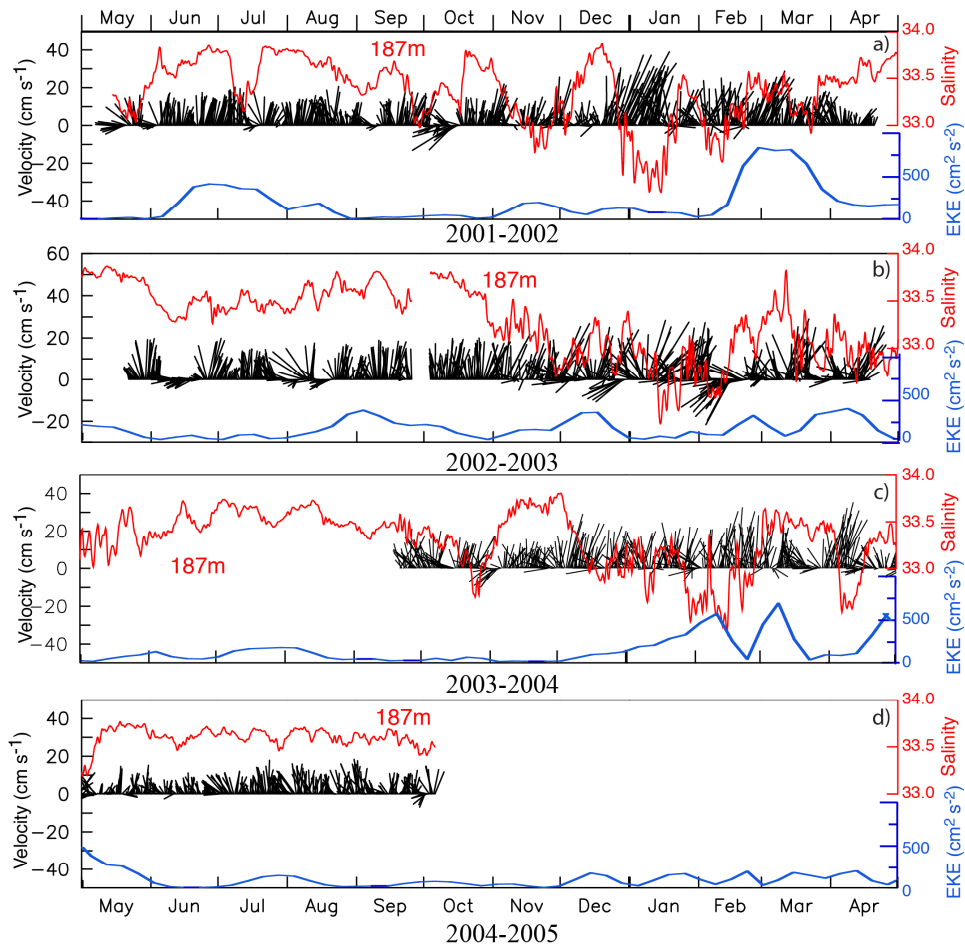 May Jun Jul Aug Sep Oct Nov Dec Jan Feb Mar Apr
34.0
40 187m a)
20 33.5
0 33.0
−20 500
−40 0
Velocity (cm s⁻¹)
Salinity
EKE (cm² s⁻²)
2001-2002
60 34.0
187m b)
40 33.5
20 33.0
0 500
−20 0
Velocity (cm s⁻¹)
Salinity
EKE (cm² s⁻²)
2002-2003
34.0
40 c)
20 33.5
187m
0 33.0
−20 500
−40 0
Velocity (cm s⁻¹)
Salinity
EKE (cm² s⁻²)
2003-2004
34.0
40 187m d)
20 33.5
0 33.0
−20 500
−40 0
Velocity (cm s⁻¹)
Salinity
EKE (cm² s⁻²)
May Jun Jul Aug Sep Oct Nov Dec Jan Feb Mar Apr
2004-2005